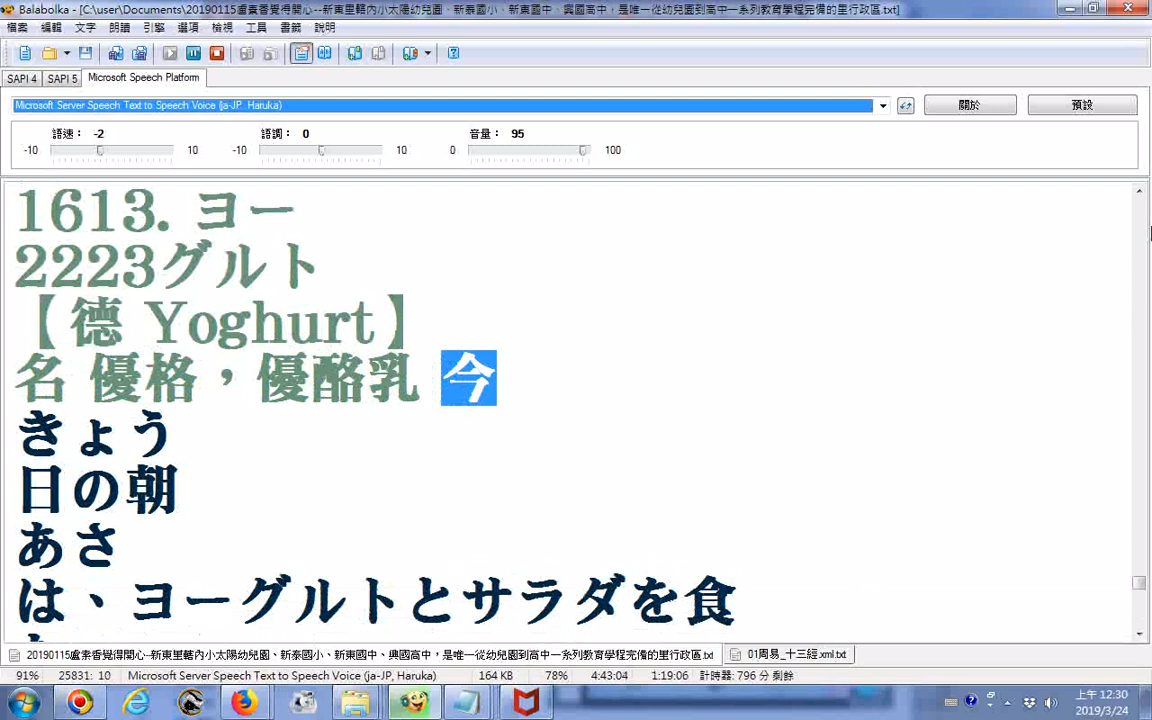 Balabolka - [C:\user\Documents\20190115盧素香覺得開心--新東里轄內小太陽幼兒園、新泰國小、新東國中、興國高中，是唯一從幼兒園到高中一系列教育學程完備的里行政區.txt]
檔案 編輯 文字 朗讀 引擎 選項 檢視 工具 書籤 說明
SAPI 4 SAPI 5 Microsoft Speech Platform
Microsoft Server Speech Text to Speech Voice (ja-JP, Haruka) 關於 預設
語速： -2 語調： 0 音量： 95
-10 10 -10 10 0 100
1613. ヨー
2223グルト
【德 Yoghurt】
名 優格，優酪乳 今
きょう
日の朝
あさ
は、ヨーグルトとサラダを食
20190115盧素香覺得開心--新東里轄內小太陽幼兒園、新泰國小、新東國中、興國高中，是唯一從幼兒園到高中一系列教育學程完備的里行政區.txt 01周易_十三經.xml.txt
91% 25831: 10 Microsoft Server Speech Text to Speech Voice (ja-JP, Haruka) 164 KB 78% 4:43:04 1:19:06 計時器: 796 分 剩餘
上午 12:30
2019/3/24